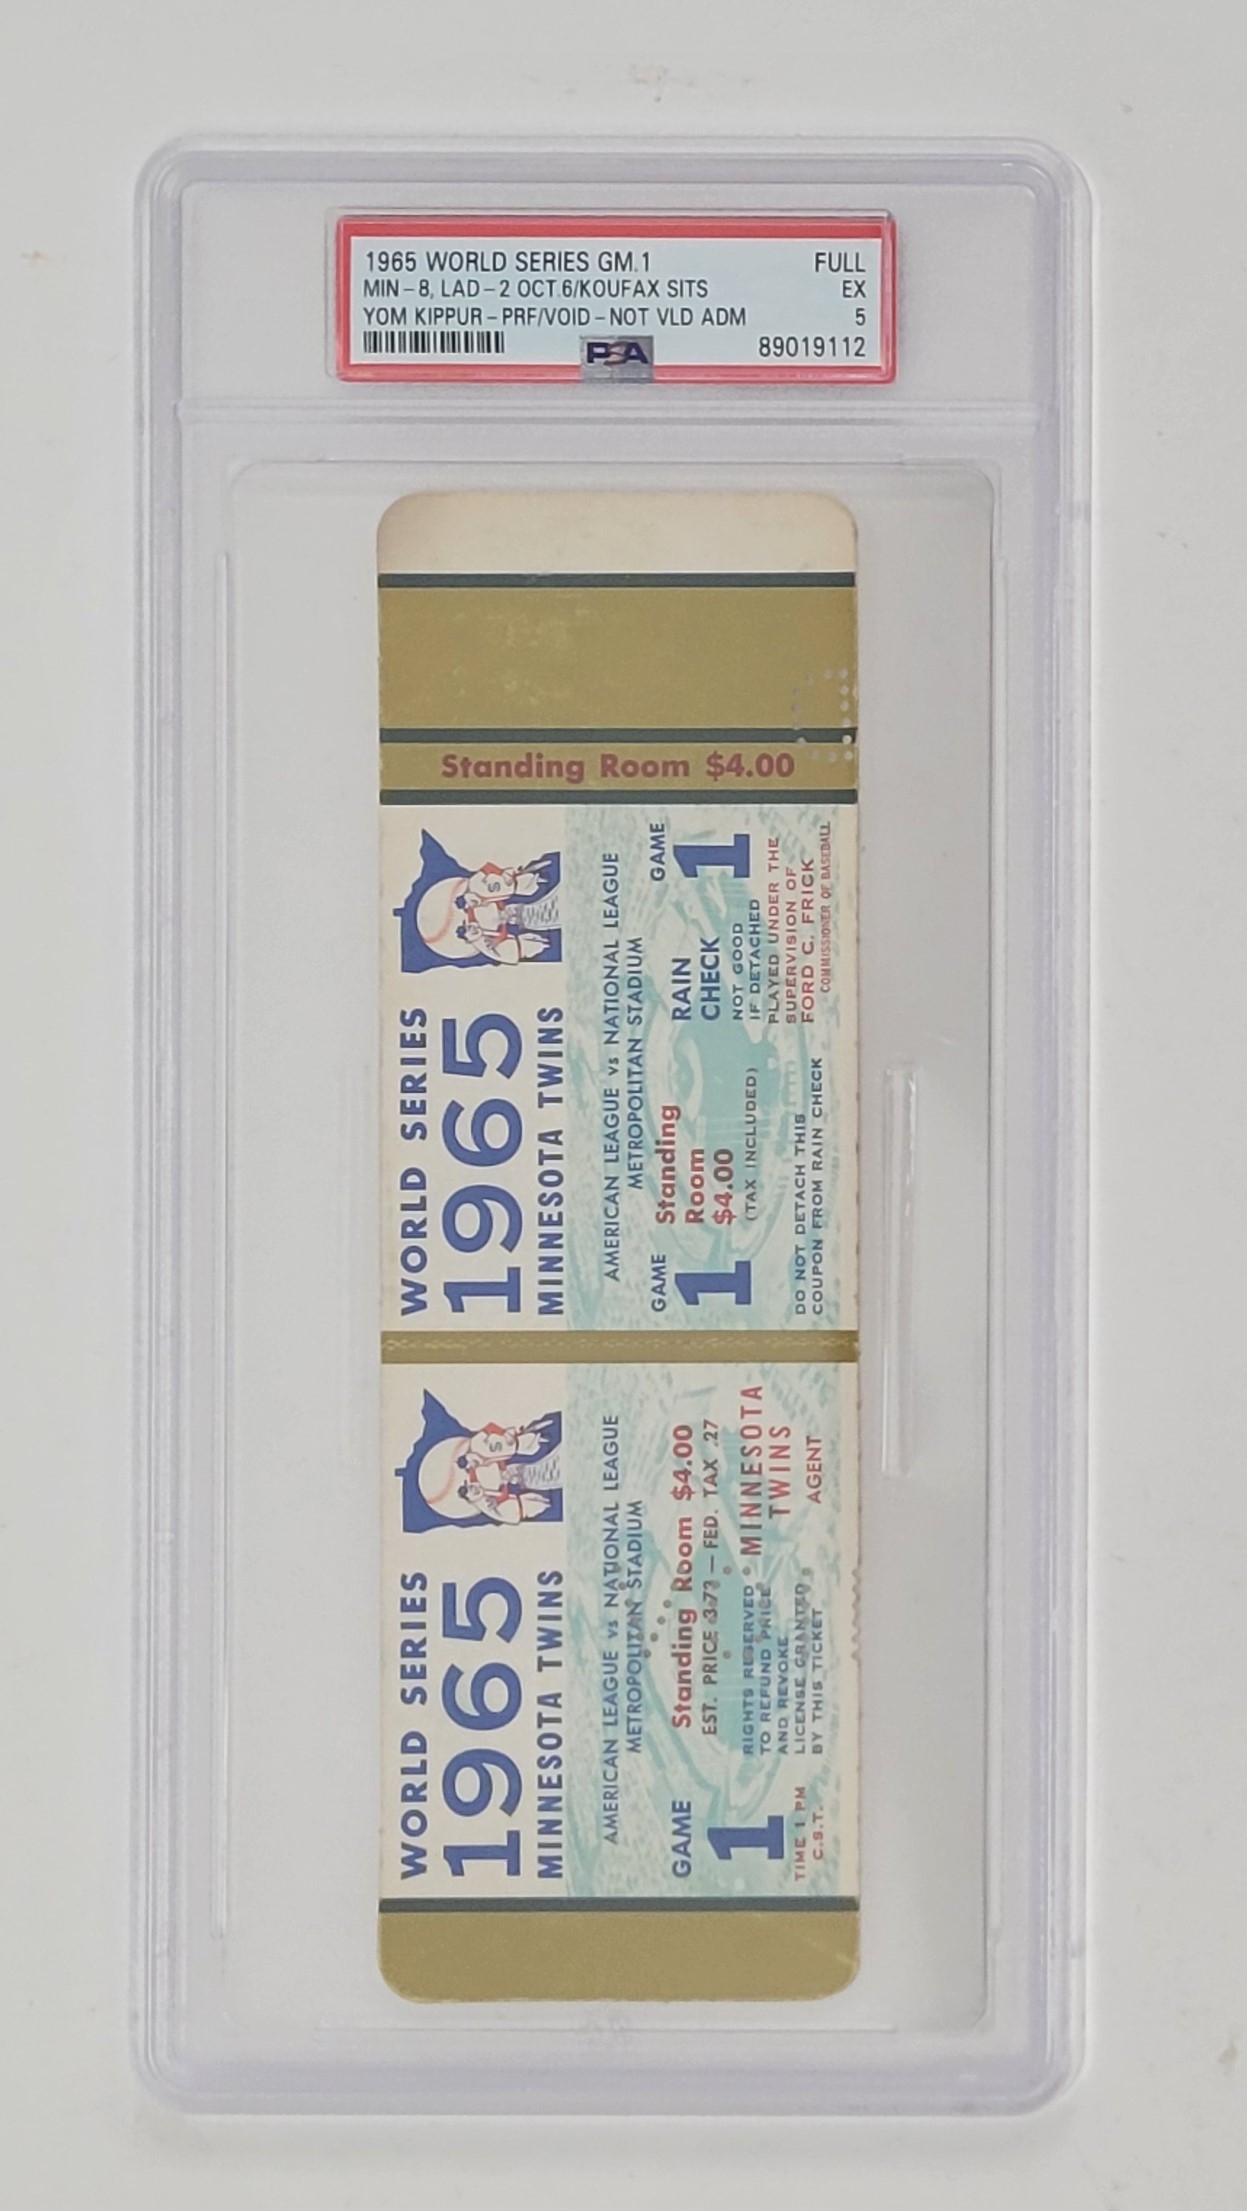 1965 WORLD SERIES GM.1 FULL
MIN-8, LAD-2 OCT.6/KOUFAX SITS EX
YOM KIPPUR-PRF/VOID-NOT VLD ADM 5
PSA 89019112
Standing Room $4.00
WORLD SERIES
1965
MINNESOTA TWINS
AMERICAN LEAGUE vs NATIONAL LEAGUE
METROPOLITAN STADIUM
GAME
1
Standing
Room
$4.00
(TAX INCLUDED)
DO NOT DETACH THIS
COUPON FROM RAIN CHECK
RAIN
CHECK
GAME
1
NOT GOOD
IF DETACHED
PLAYED UNDER THE
SUPERVISION OF
FORD C. FRICK
COMMISSIONER OF BASEBALL
WORLD SERIES
1965
MINNESOTA TWINS
AMERICAN LEAGUE vs NATIONAL LEAGUE
METROPOLITAN STADIUM
GAME
1
TIME 1 PM
C.S.T.
Standing Room $4.00
EST. PRICE 3.73 — FED. TAX .27
RIGHTS RESERVED
TO REFUND PRICE
AND REVOKE
LICENSE GRANTED
BY THIS TICKET
MINNESOTA
TWINS
AGENT